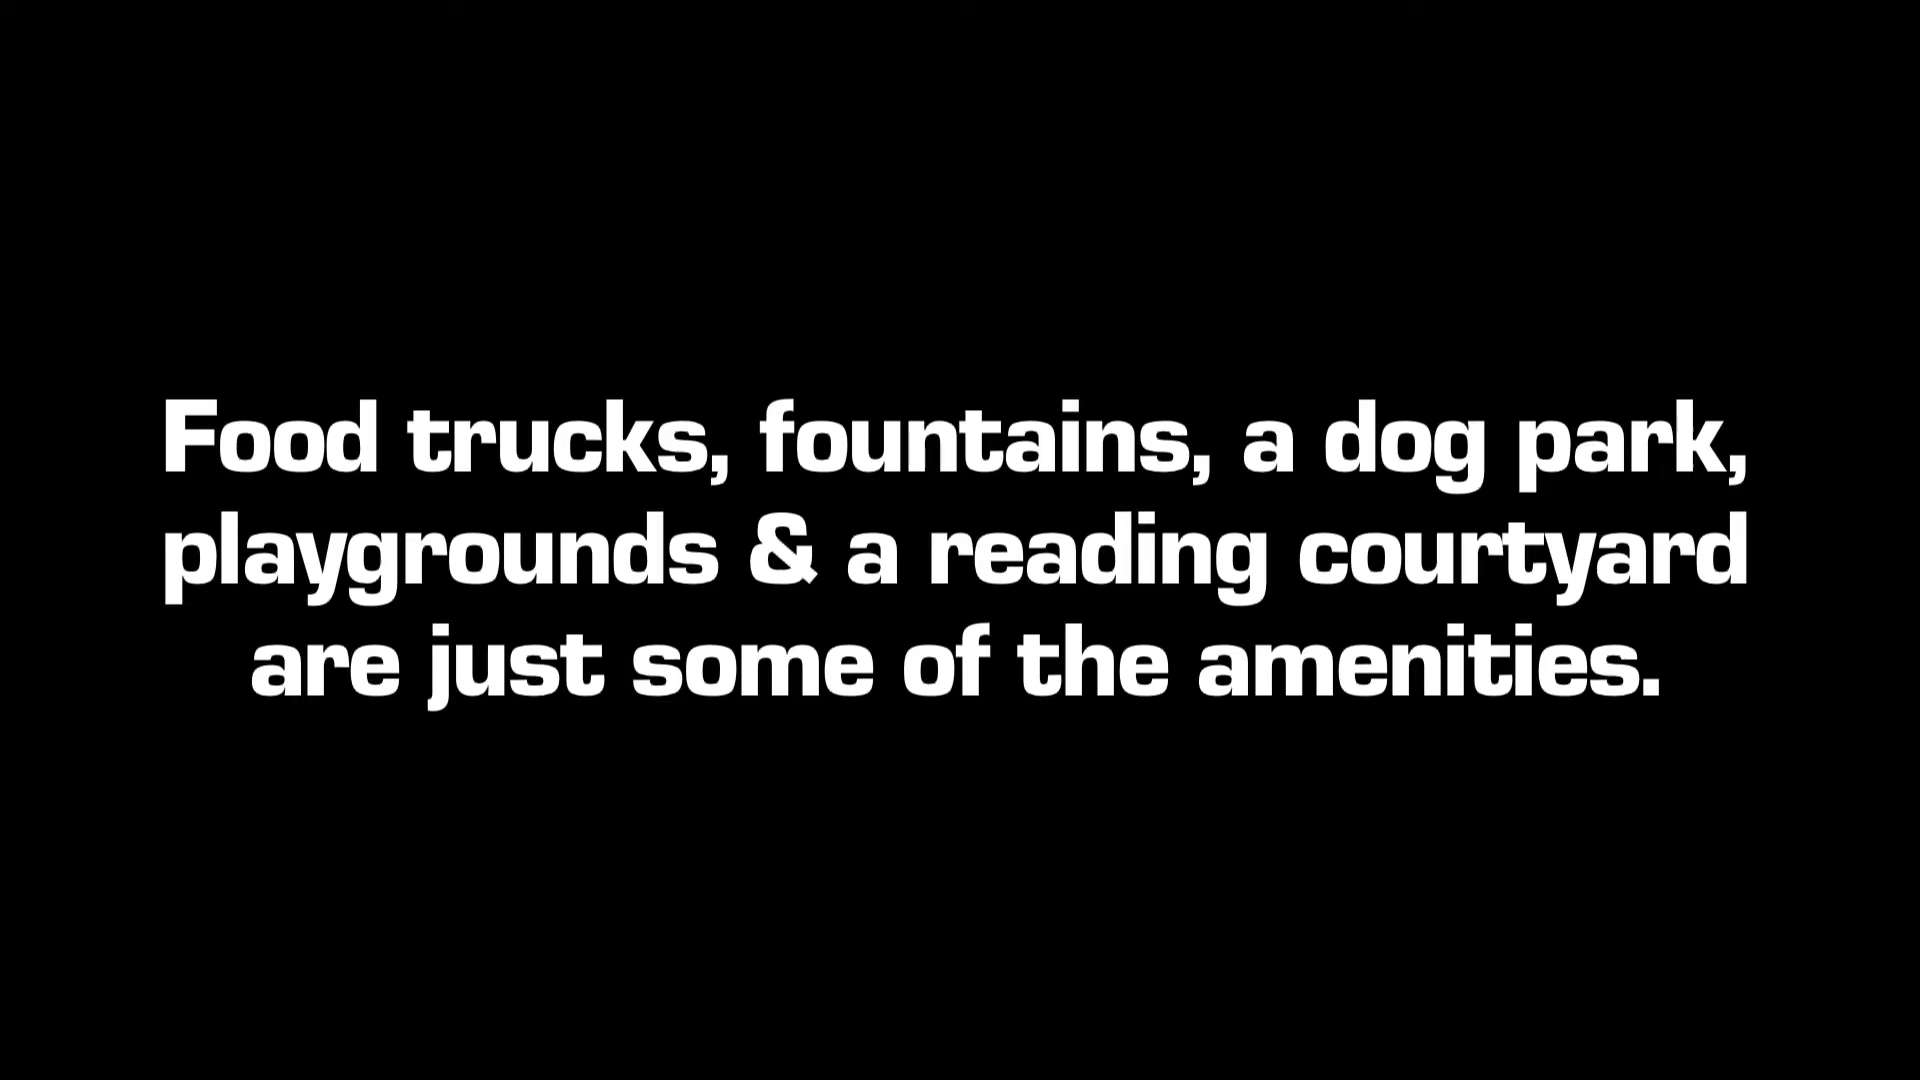 Food trucks, fountains, a dog park,
playgrounds & a reading courtyard
are just some of the amenities.